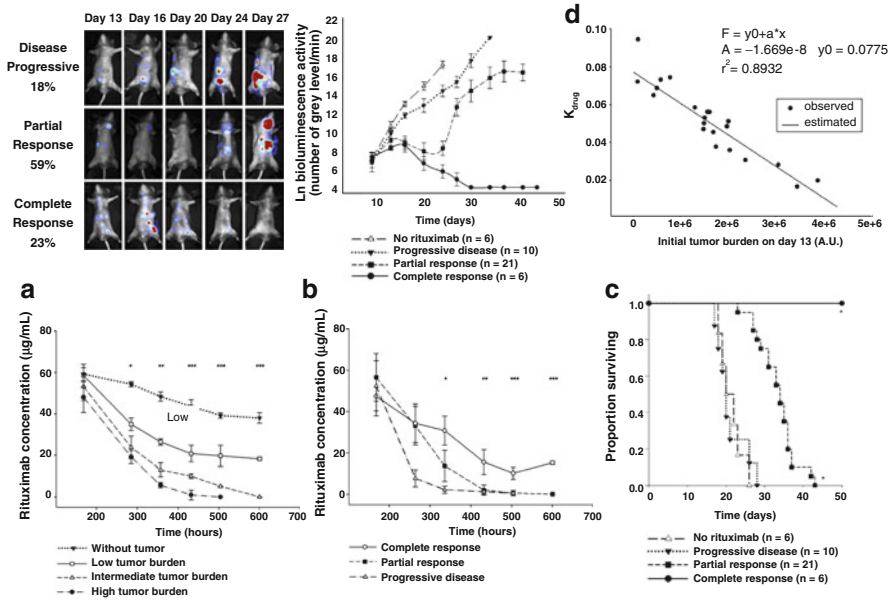 Day 13 Day 16 Day 20 Day 24 Day 27
Disease
Progressive
18%
Partial
Response
59%
Complete
Response
23%
Ln bioluminescence activity
(number of grey level/min)
22
20
18
16
14
12
10
8
6
4
0 10 20 30 40 50
Time (days)
No rituximab (n = 6)
Progressive disease (n = 10)
Partial response (n = 21)
Complete response (n = 6)
d
Kdrug
0.10
0.08
0.06
0.04
0.02
F = y0+a*x
A = −1.669e-8 y0 = 0.0775
r² = 0.8932
observed
estimated
0 1e+6 2e+6 3e+6 4e+6 5e+6
Initial tumor burden on day 13 (A.U.)
a
Rituximab concentration (µg/mL)
80
60
40
20
0
* ** *** *** ***
Low
200 300 400 500 600 700
Time (hours)
Without tumor
Low tumor burden
Intermediate tumor burden
High tumor burden
b
Rituximab concentration (µg/mL)
80
60
40
20
0
* ** *** ***
200 300 400 500 600 700
Time (hours)
Complete response
Partial response
Progressive disease
c
Proportion surviving
1.0
0.8
0.6
0.4
0.2
0.0
*
*
0 10 20 30 40 50
Time (days)
No rituximab (n = 6)
Progressive disease (n = 10)
Partial response (n = 21)
Complete response (n = 6)